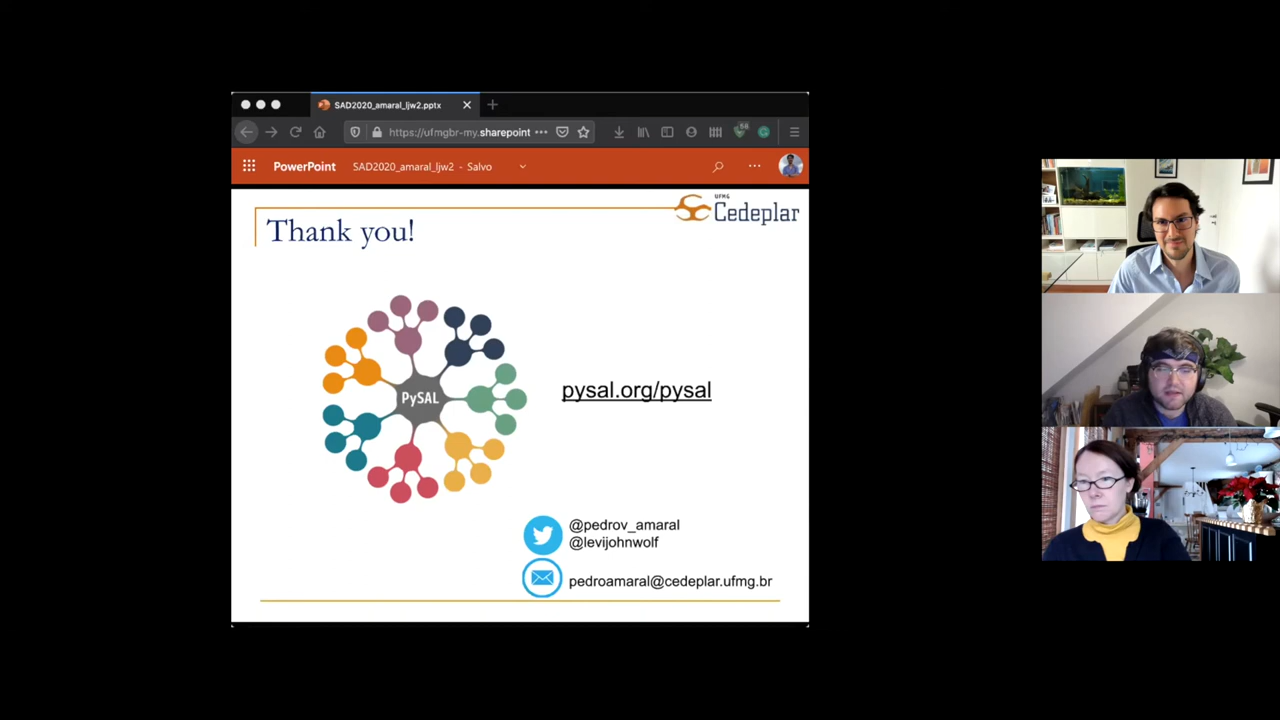 SAD2020_amaral_ljw2.pptx
https://ufmgbr-my.sharepoint
58
PowerPoint SAD2020_amaral_ljw2 - Salvo
UFMG
Cedeplar
Thank you!
PySAL
pysal.org/pysal
@pedrov_amaral
@levijohnwolf
pedroamaral@cedeplar.ufmg.br